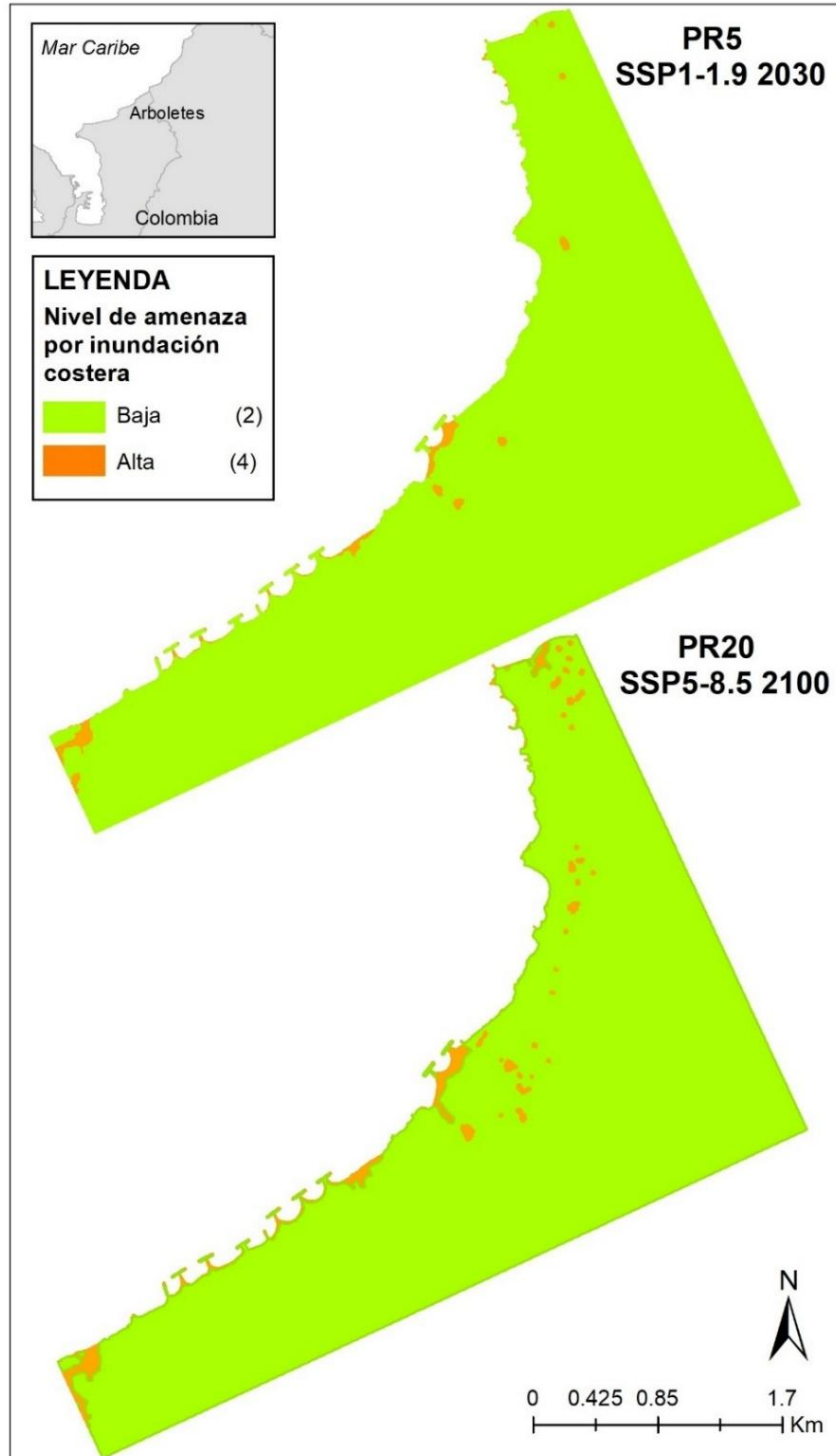 Mar Caribe
Arboletes
Colombia
PR5
SSP1-1.9 2030
LEYENDA
Nivel de amenaza
por inundación
costera
Baja (2)
Alta (4)
PR20
SSP5-8.5 2100
N
0 0.425 0.85 1.7
Km